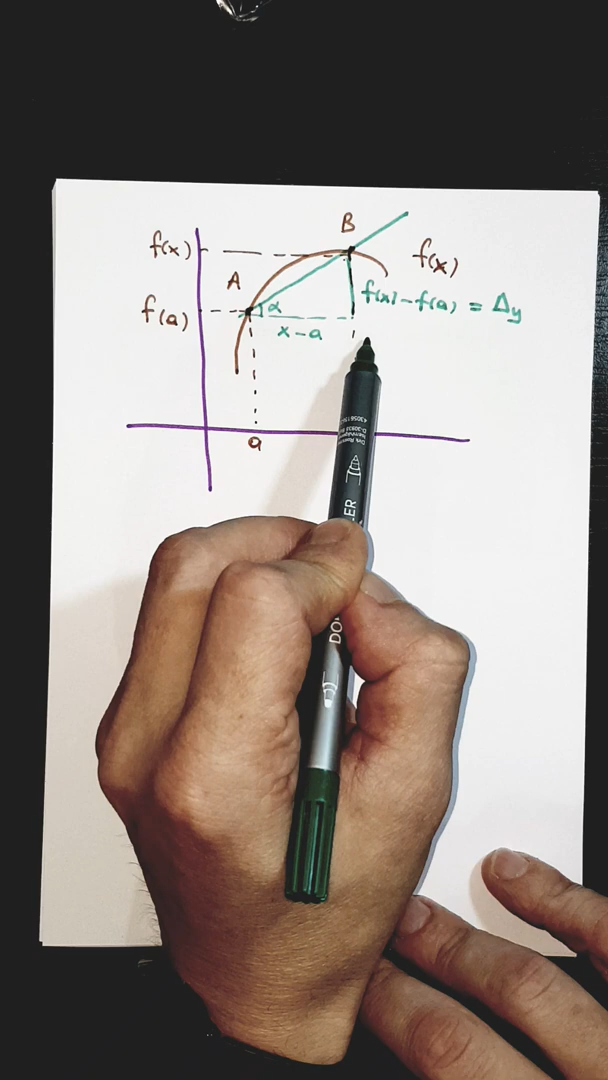 B
f(x)
f(x)
A
f(x) - f(a) = Δy
f(a)
α
x - a
a